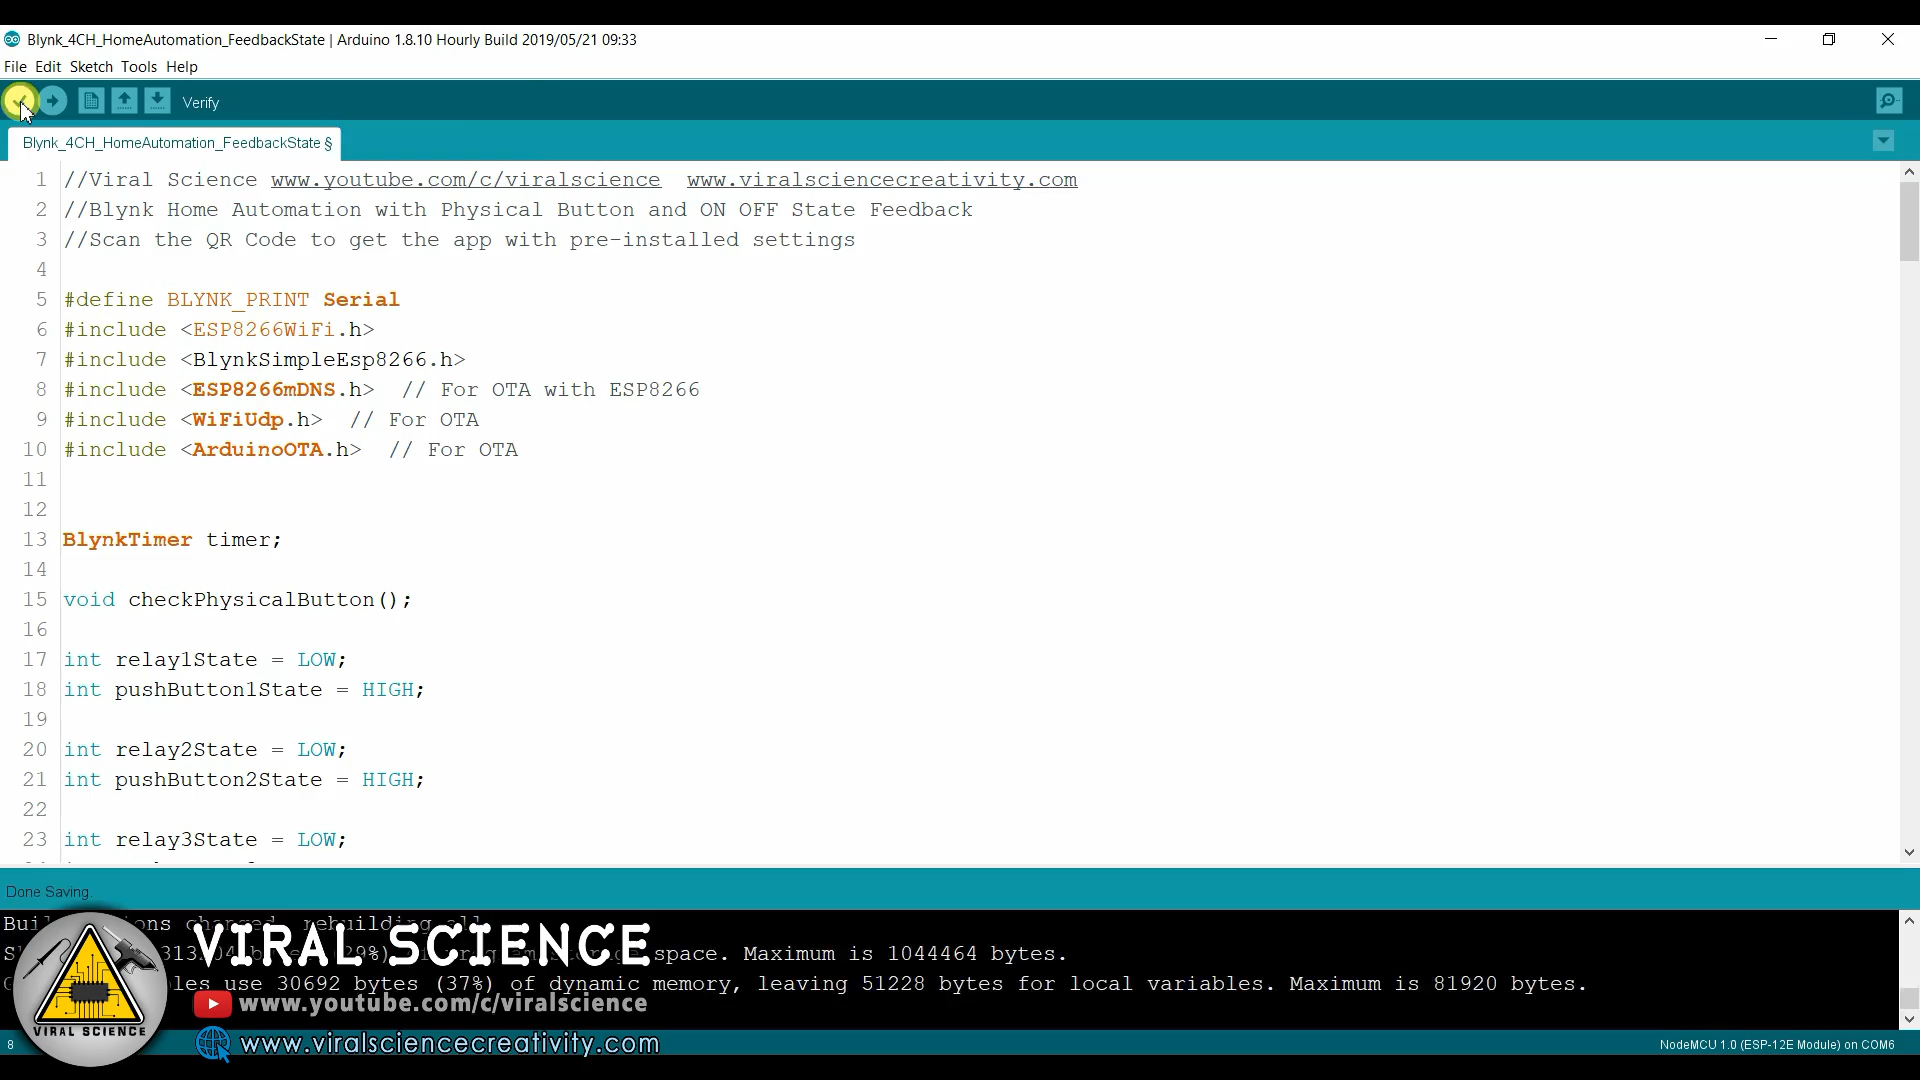 Blynk_4CH_HomeAutomation_FeedbackState | Arduino 1.8.10 Hourly Build 2019/05/21 09:33
File Edit Sketch Tools Help
Verify
Blynk_4CH_HomeAutomation_FeedbackState §
1 //Viral Science www.youtube.com/c/viralscience  www.viralsciencecreativity.com
2 //Blynk Home Automation with Physical Button and ON OFF State Feedback
3 //Scan the QR Code to get the app with pre-installed settings
4
5 #define BLYNK_PRINT Serial
6 #include <ESP8266WiFi.h>
7 #include <BlynkSimpleEsp8266.h>
8 #include <ESP8266mDNS.h>  // For OTA with ESP8266
9 #include <WiFiUdp.h>  // For OTA
10 #include <ArduinoOTA.h>  // For OTA
11
12
13 BlynkTimer timer;
14
15 void checkPhysicalButton();
16
17 int relay1State = LOW;
18 int pushButton1State = HIGH;
19
20 int relay2State = LOW;
21 int pushButton2State = HIGH;
22
23 int relay3State = LOW;
Done Saving.
rebuilding all
space. Maximum is 1044464 bytes.
use 30692 bytes (37%) of dynamic memory, leaving 51228 bytes for local variables. Maximum is 81920 bytes.
VIRAL SCIENCE
www.youtube.com/c/viralscience
www.viralsciencecreativity.com
VIRAL SCIENCE
8
NodeMCU 1.0 (ESP-12E Module) on COM6